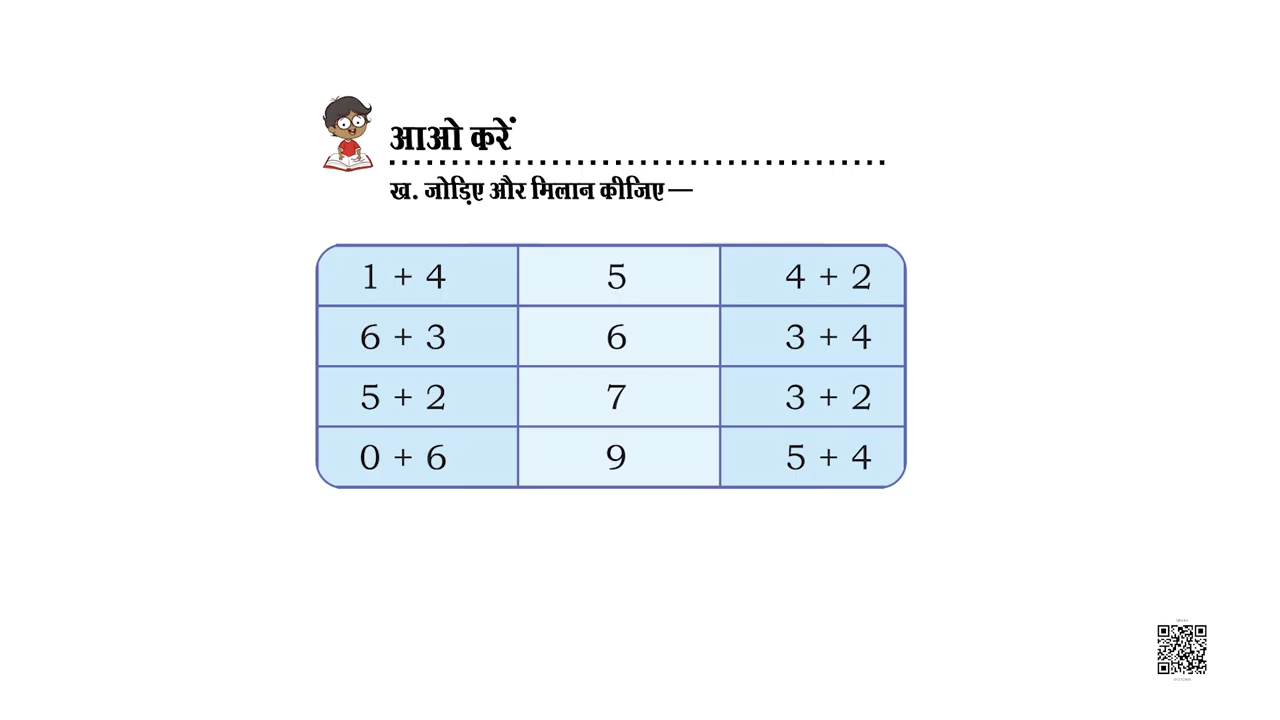 आओ करें
ख. जोड़िए और मिलान कीजिए —
1 + 4 5 4 + 2
6 + 3 6 3 + 4
5 + 2 7 3 + 2
0 + 6 9 5 + 4